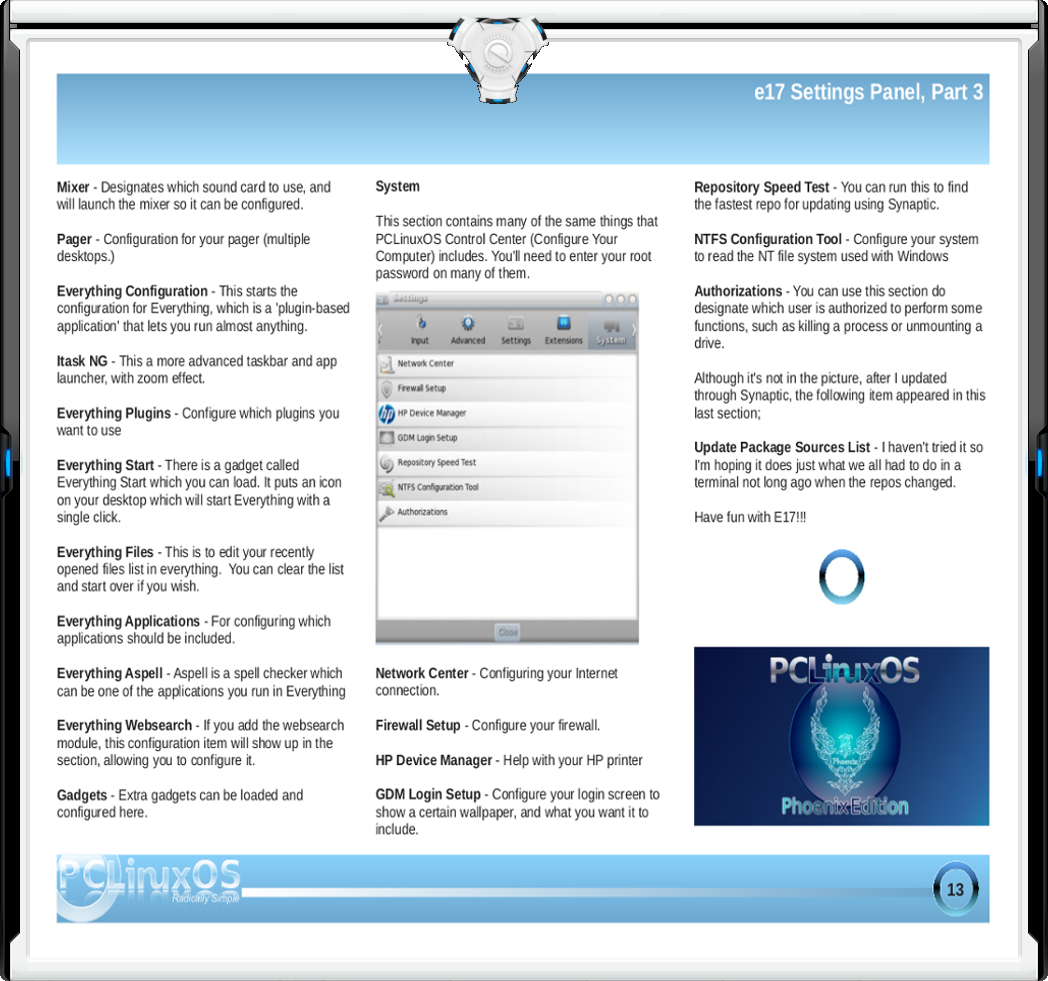 e17 Settings Panel, Part 3
Mixer - Designates which sound card to use, and
will launch the mixer so it can be configured.
Pager - Configuration for your pager (multiple
desktops.)
Everything Configuration - This starts the
configuration for Everything, which is a 'plugin-based
application' that lets you run almost anything.
Itask NG - This a more advanced taskbar and app
launcher, with zoom effect.
Everything Plugins - Configure which plugins you
want to use
Everything Start - There is a gadget called
Everything Start which you can load. It puts an icon
on your desktop which will start Everything with a
single click.
Everything Files - This is to edit your recently
opened files list in everything.  You can clear the list
and start over if you wish.
Everything Applications - For configuring which
applications should be included.
Everything Aspell - Aspell is a spell checker which
can be one of the applications you run in Everything
Everything Websearch - If you add the websearch
module, this configuration item will show up in the
section, allowing you to configure it.
Gadgets - Extra gadgets can be loaded and
configured here.
System
This section contains many of the same things that
PCLinuxOS Control Center (Configure Your
Computer) includes. You'll need to enter your root
password on many of them.
Settings
Input Advanced Settings Extensions System
Network Center
Firewall Setup
HP Device Manager
GDM Login Setup
Repository Speed Test
NTFS Configuration Tool
Authorizations
Close
Network Center - Configuring your Internet
connection.
Firewall Setup - Configure your firewall.
HP Device Manager - Help with your HP printer
GDM Login Setup - Configure your login screen to
show a certain wallpaper, and what you want it to
include.
Repository Speed Test - You can run this to find
the fastest repo for updating using Synaptic.
NTFS Configuration Tool - Configure your system
to read the NT file system used with Windows
Authorizations - You can use this section do
designate which user is authorized to perform some
functions, such as killing a process or unmounting a
drive.
Although it's not in the picture, after I updated
through Synaptic, the following item appeared in this
last section;
Update Package Sources List - I haven't tried it so
I'm hoping it does just what we all had to do in a
terminal not long ago when the repos changed.
Have fun with E17!!!
PCLinuxOS
Phoenix
Phoenix Edition
PCLinuxOS
Radically Simple
13